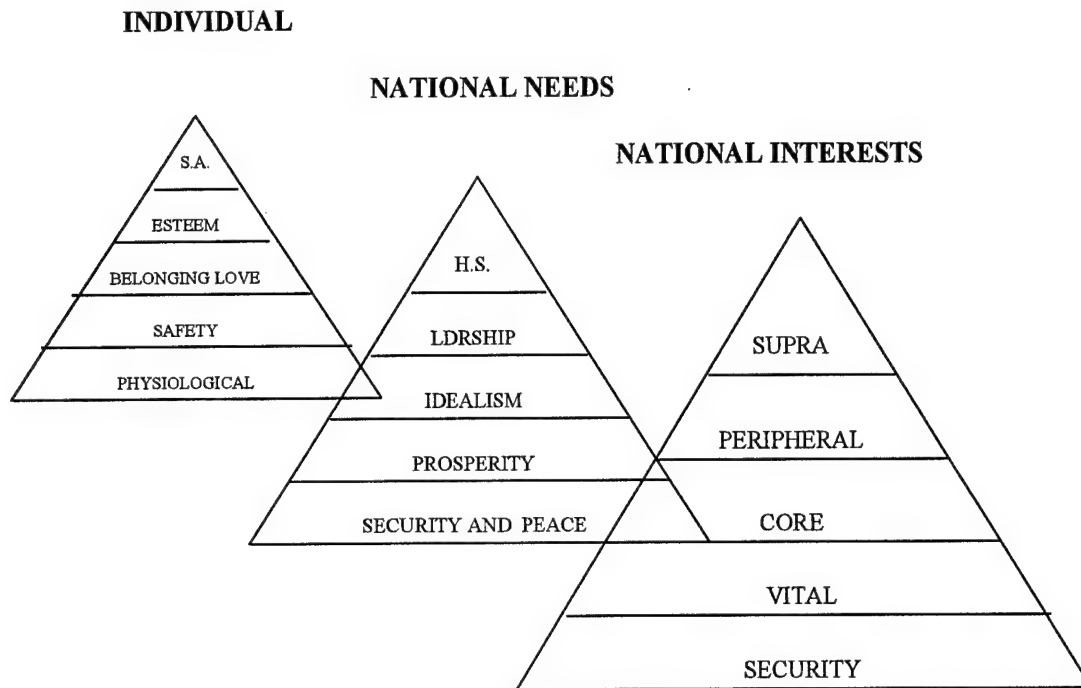 INDIVIDUAL
S.A.
ESTEEM
BELONGING LOVE
SAFETY
PHYSIOLOGICAL
NATIONAL NEEDS
H.S.
LDRSHIP
IDEALISM
PROSPERITY
SECURITY AND PEACE
NATIONAL INTERESTS
SUPRA
PERIPHERAL
CORE
VITAL
SECURITY